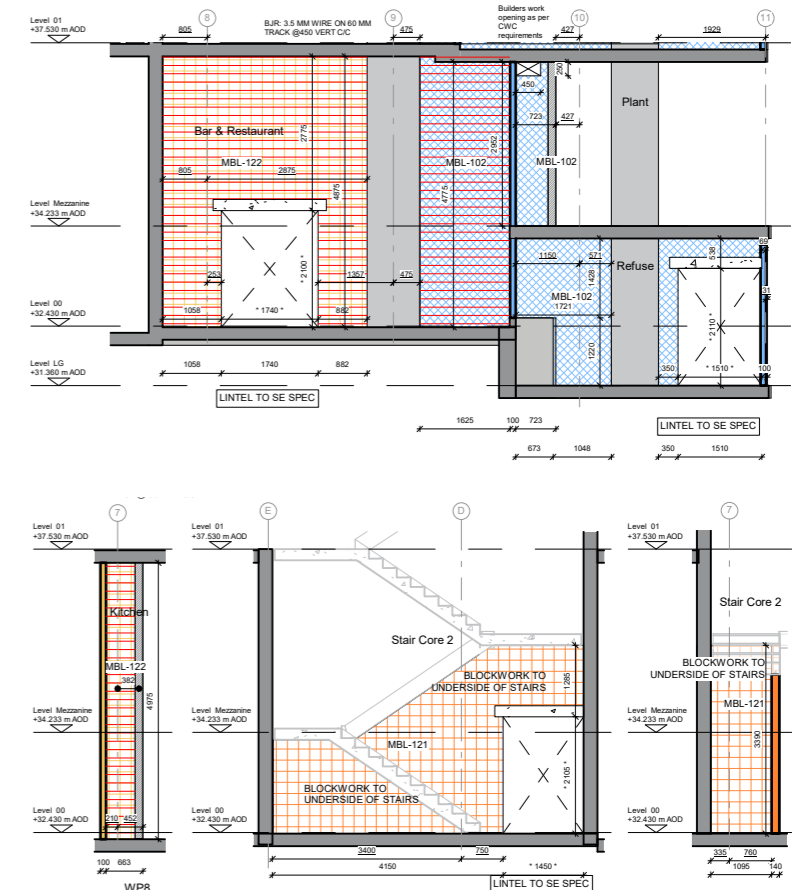 Level 01
+37.530 m AOD
8
BJR: 3.5 MM WIRE ON 60 MM
TRACK @450 VERT C/C
9
Builders work
opening as per
CWC
requirements
10
11
805
475
427
1929
250
450
723
427
Plant
Bar & Restaurant
2775
MBL-122
MBL-102
2952
MBL-102
805
2875
4875
4775
Level Mezzanine
+34.233 m AOD
253
* 2100 *
1357
475
1150
571
1428
Refuse
538
69
31
MBL-102
1721
* 2110 *
Level 00
+32.430 m AOD
1058
* 1740 *
882
1220
350
* 1510 *
100
Level LG
+31.360 m AOD
1058
1740
882
LINTEL TO SE SPEC
1625
100
723
LINTEL TO SE SPEC
673
1048
350
1510
7
Level 01
+37.530 m AOD
Kitchen
MBL-122
382
4975
Level Mezzanine
+34.233 m AOD
Level 00
+32.430 m AOD
210
452
100
663
WP8
E
D
Level 01
+37.530 m AOD
Stair Core 2
BLOCKWORK TO
UNDERSIDE OF STAIRS
1285
Level Mezzanine
+34.233 m AOD
MBL-121
* 2105 *
BLOCKWORK TO
UNDERSIDE OF STAIRS
Level 00
+32.430 m AOD
3400
750
4150
* 1450 *
LINTEL TO SE SPEC
7
Level 01
+37.530 m AOD
Stair Core 2
BLOCKWORK TO
UNDERSIDE OF STAIRS
MBL-121
Level Mezzanine
+34.233 m AOD
3390
Level 00
+32.430 m AOD
335
760
1095
140